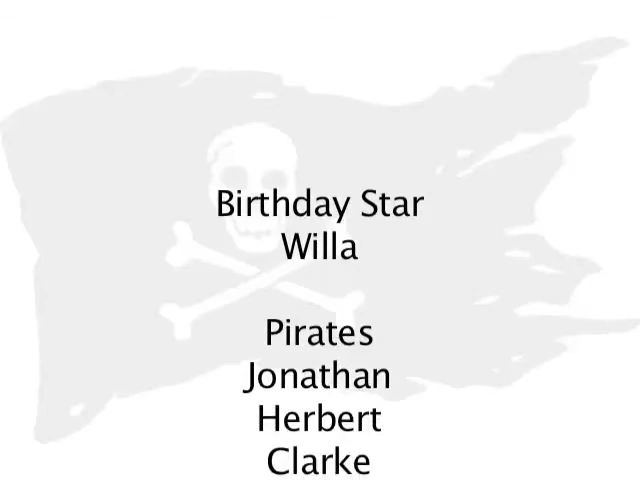 Birthday Star
Willa
Pirates
Jonathan
Herbert
Clarke